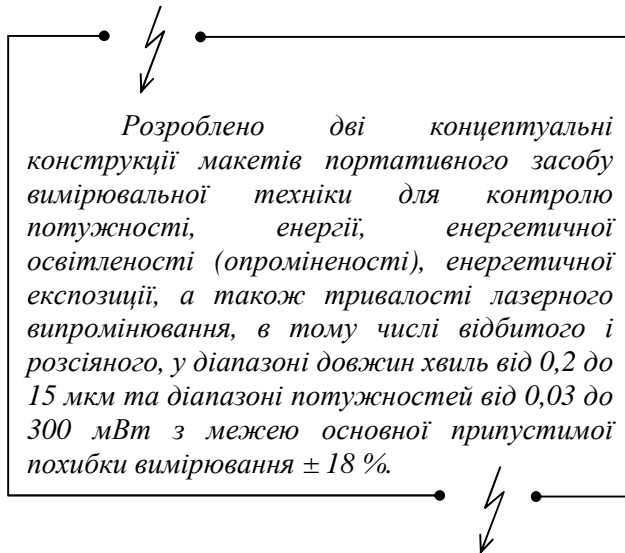 Розроблено дві концептуальні
конструкції макетів портативного засобу
вимірювальної техніки для контролю
потужності, енергії, енергетичної
освітленості (опроміненості), енергетичної
експозиції, а також тривалості лазерного
випромінювання, в тому числі відбитого і
розсіяного, у діапазоні довжин хвиль від 0,2 до
15 мкм та діапазоні потужностей від 0,03 до
300 мВт з межею основної припустимої
похибки вимірювання ± 18 %.